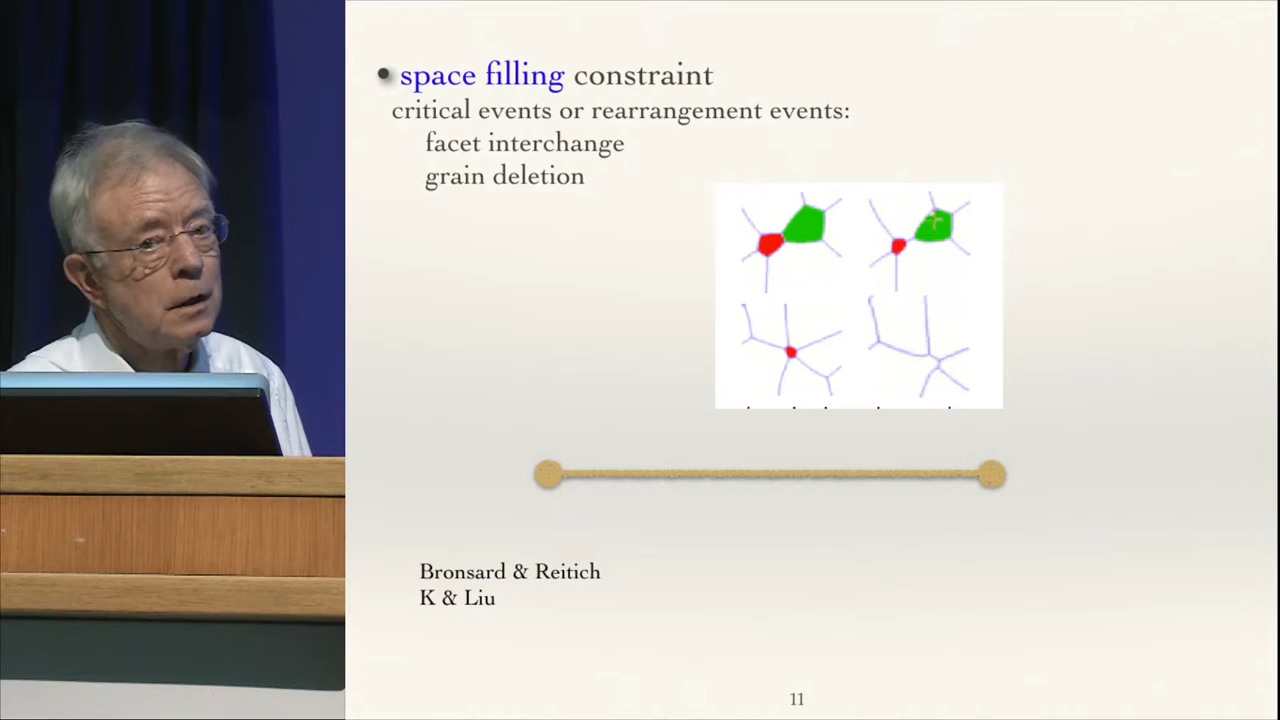 • space filling constraint
critical events or rearrangement events:
facet interchange
grain deletion
Bronsard & Reitich
K & Liu
11